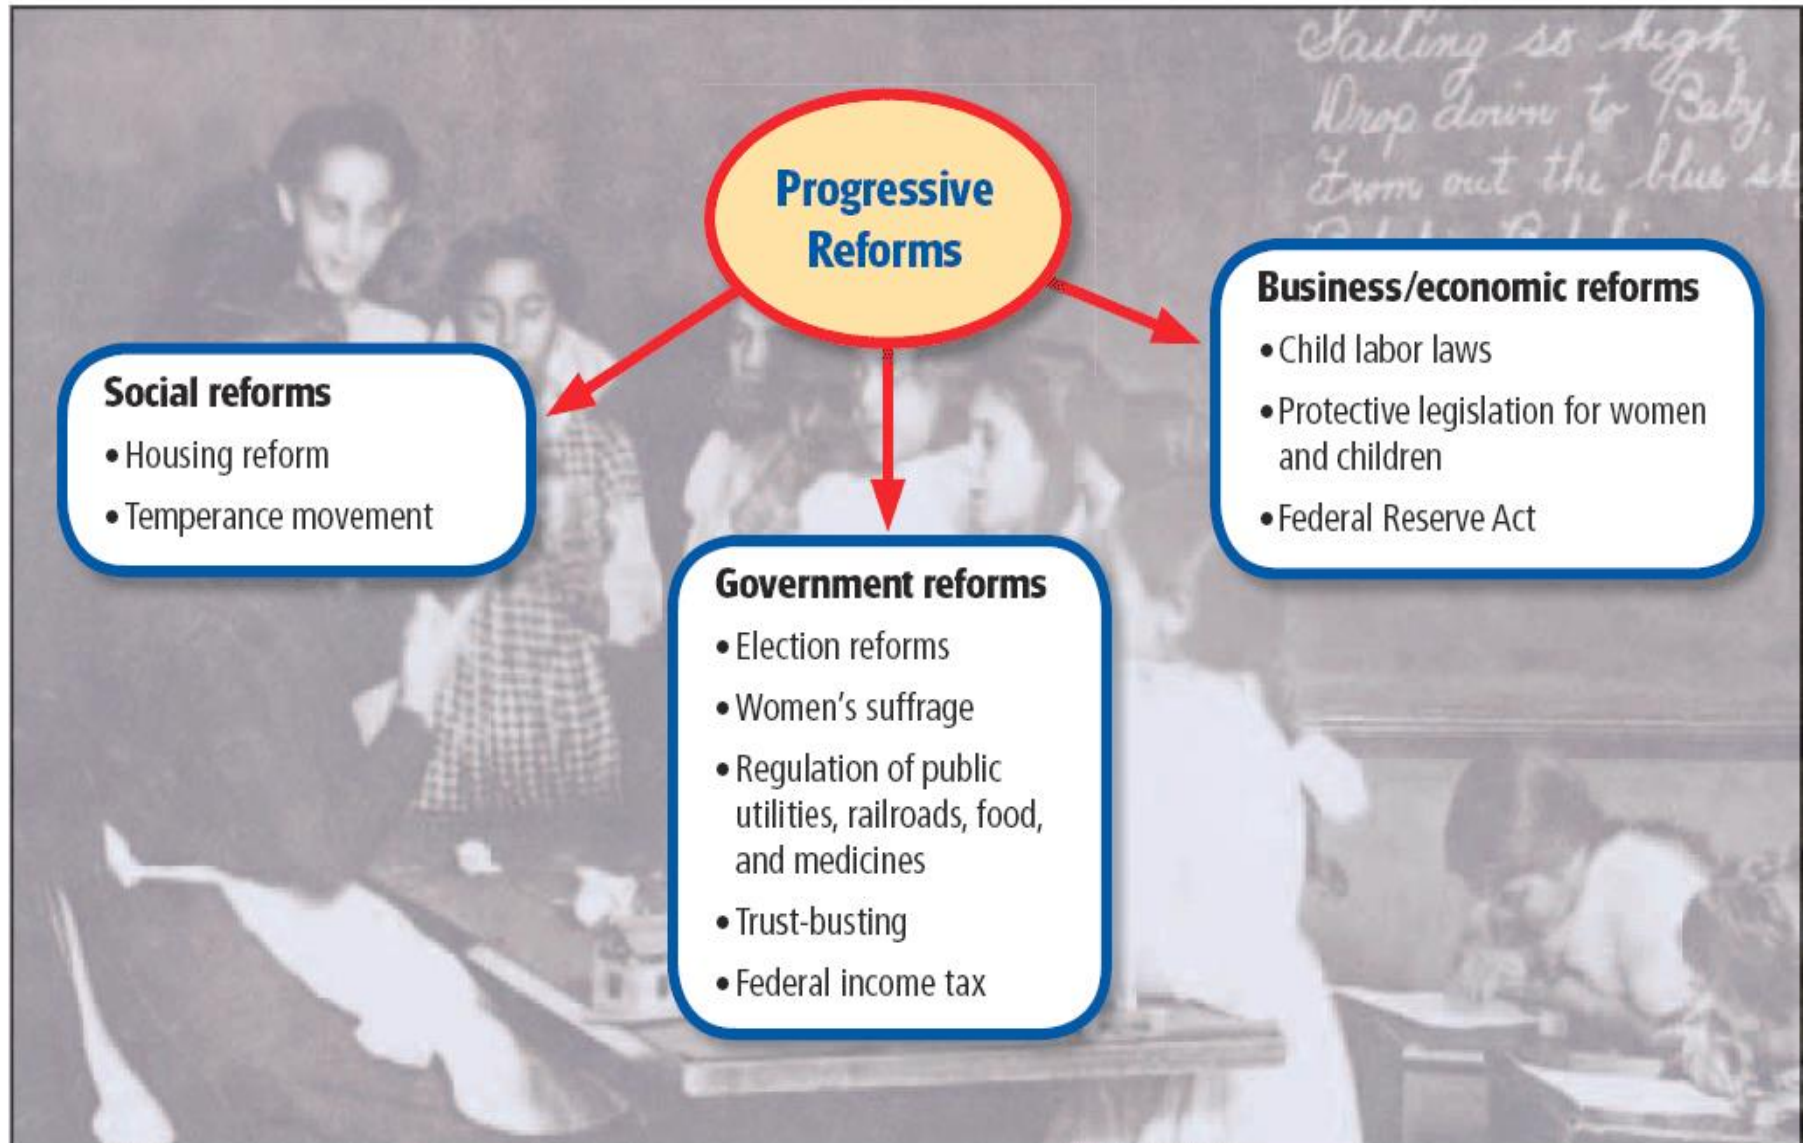 Sailing so high
Drop down to Baby,
From out the blue
Progressive
Reforms
Business/economic reforms
• Child labor laws
• Protective legislation for women
and children
• Federal Reserve Act
Social reforms
• Housing reform
• Temperance movement
Government reforms
• Election reforms
• Women's suffrage
• Regulation of public
utilities, railroads, food,
and medicines
• Trust-busting
• Federal income tax